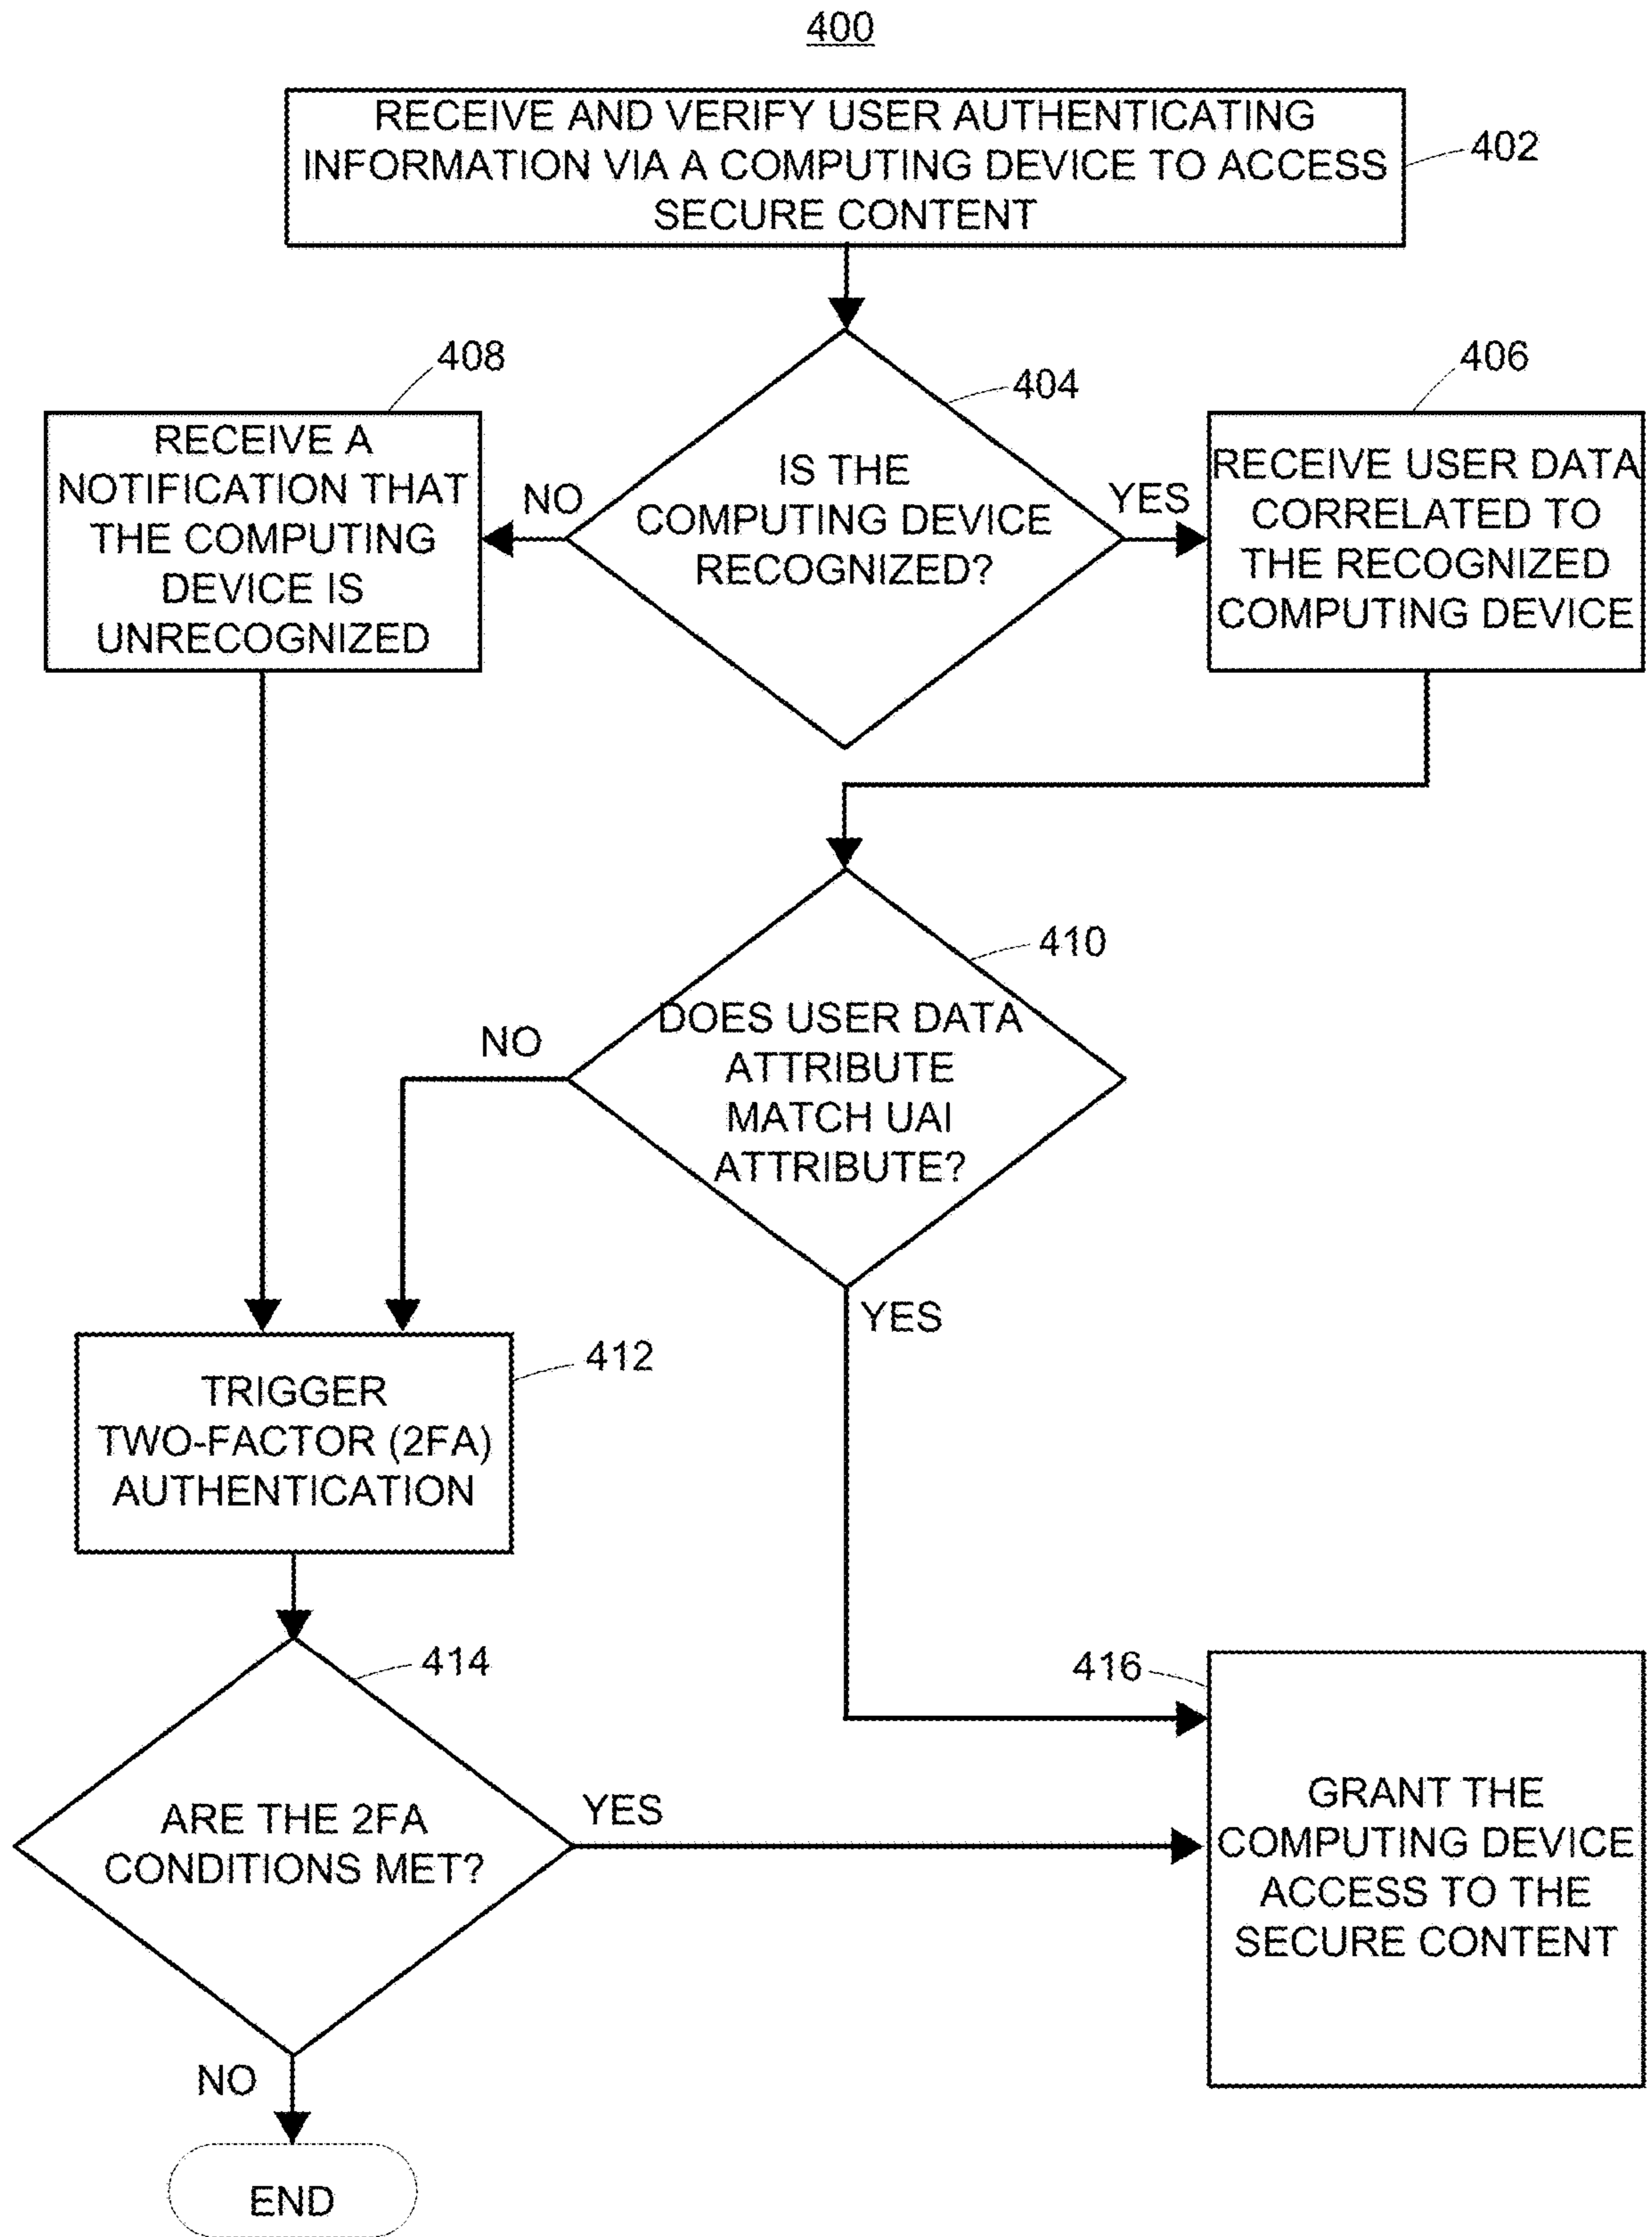 400
RECEIVE AND VERIFY USER AUTHENTICATING
INFORMATION VIA A COMPUTING DEVICE TO ACCESS
SECURE CONTENT
402
404
IS THE
COMPUTING DEVICE
RECOGNIZED?
NO
YES
408
RECEIVE A
NOTIFICATION THAT
THE COMPUTING
DEVICE IS
UNRECOGNIZED
406
RECEIVE USER DATA
CORRELATED TO
THE RECOGNIZED
COMPUTING DEVICE
410
DOES USER DATA
ATTRIBUTE
MATCH UAI
ATTRIBUTE?
NO
YES
412
TRIGGER
TWO-FACTOR (2FA)
AUTHENTICATION
414
ARE THE 2FA
CONDITIONS MET?
YES
NO
416
GRANT THE
COMPUTING DEVICE
ACCESS TO THE
SECURE CONTENT
END